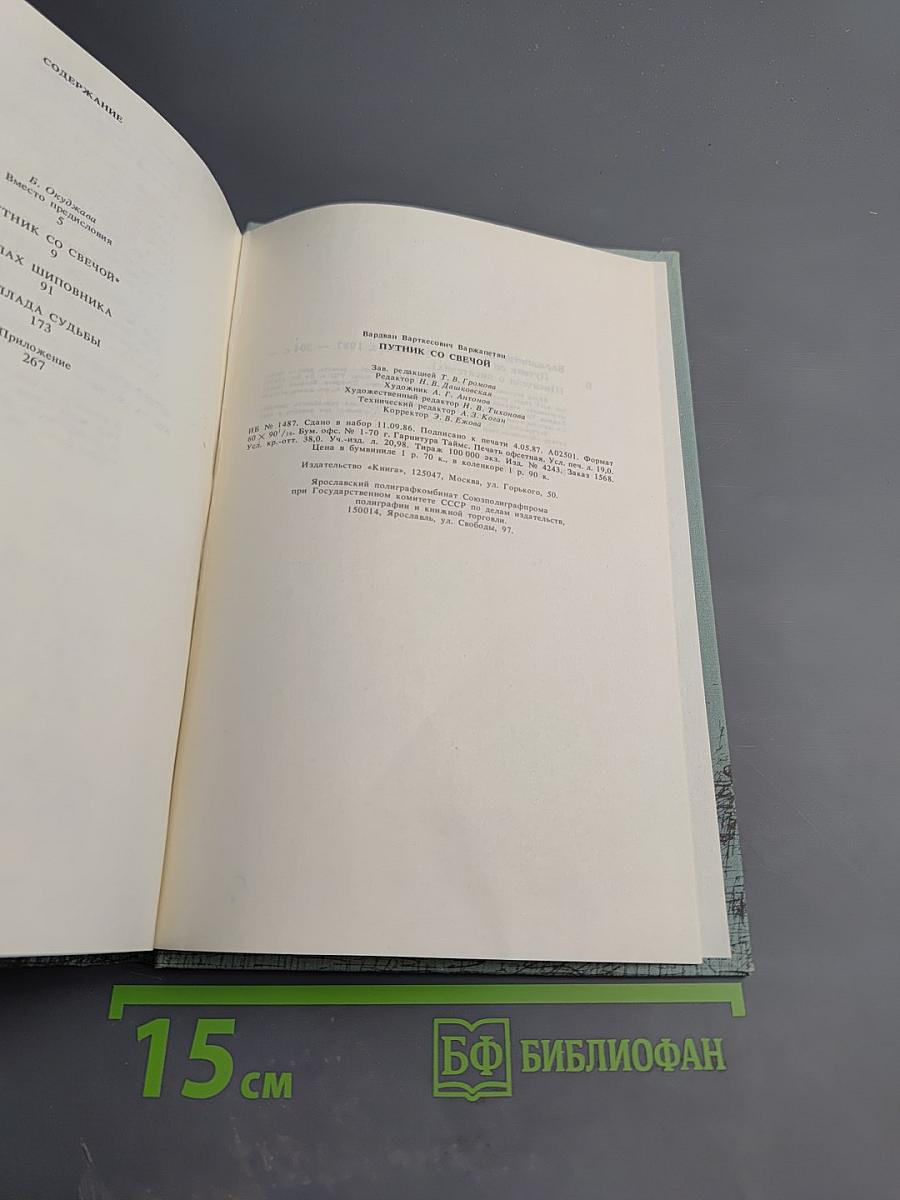 СОДЕРЖАНИЕ
Б. Окуджава
Вместо предисловия
5
СО СВЕЧОЙ»
9
ШИПОВНИКА
91
СУДЬБЫ
173
Приложение
267
Вардван Варткесович Варжапетян
ПУТНИК СО СВЕЧОЙ
Зав. редакцией Т. В. Громова
Редактор Н. В. Дашковская
Художник А. Г. Антонов
Художественный редактор Н. В. Тихонова
Технический редактор А. З. Коган
Корректор Э. В. Ежова
ИБ № 1487. Сдано в набор 11.09.86. Подписано к печати 4.05.87. А02501. Формат
60 × 90¹/₁₆. Бум. офс. № 1-70 г. Гарнитура Таймс. Печать офсетная. Усл. печ. л. 19,0.
Усл. кр.-отт. 38,0. Уч.-изд. л. 20,98. Тираж 100 000 экз. Изд. № 4243. Заказ 1568.
Цена в бумвиниле 1 р. 70 к., в коленкоре 1 р. 90 к.
Издательство «Книга», 125047, Москва, ул. Горького, 50.
Ярославский полиграфкомбинат Союзполиграфпрома
при Государственном комитете СССР по делам издательств,
полиграфии и книжной торговли.
150014, Ярославль, ул. Свободы, 97.
15 см
БФ БИБЛИОФАН